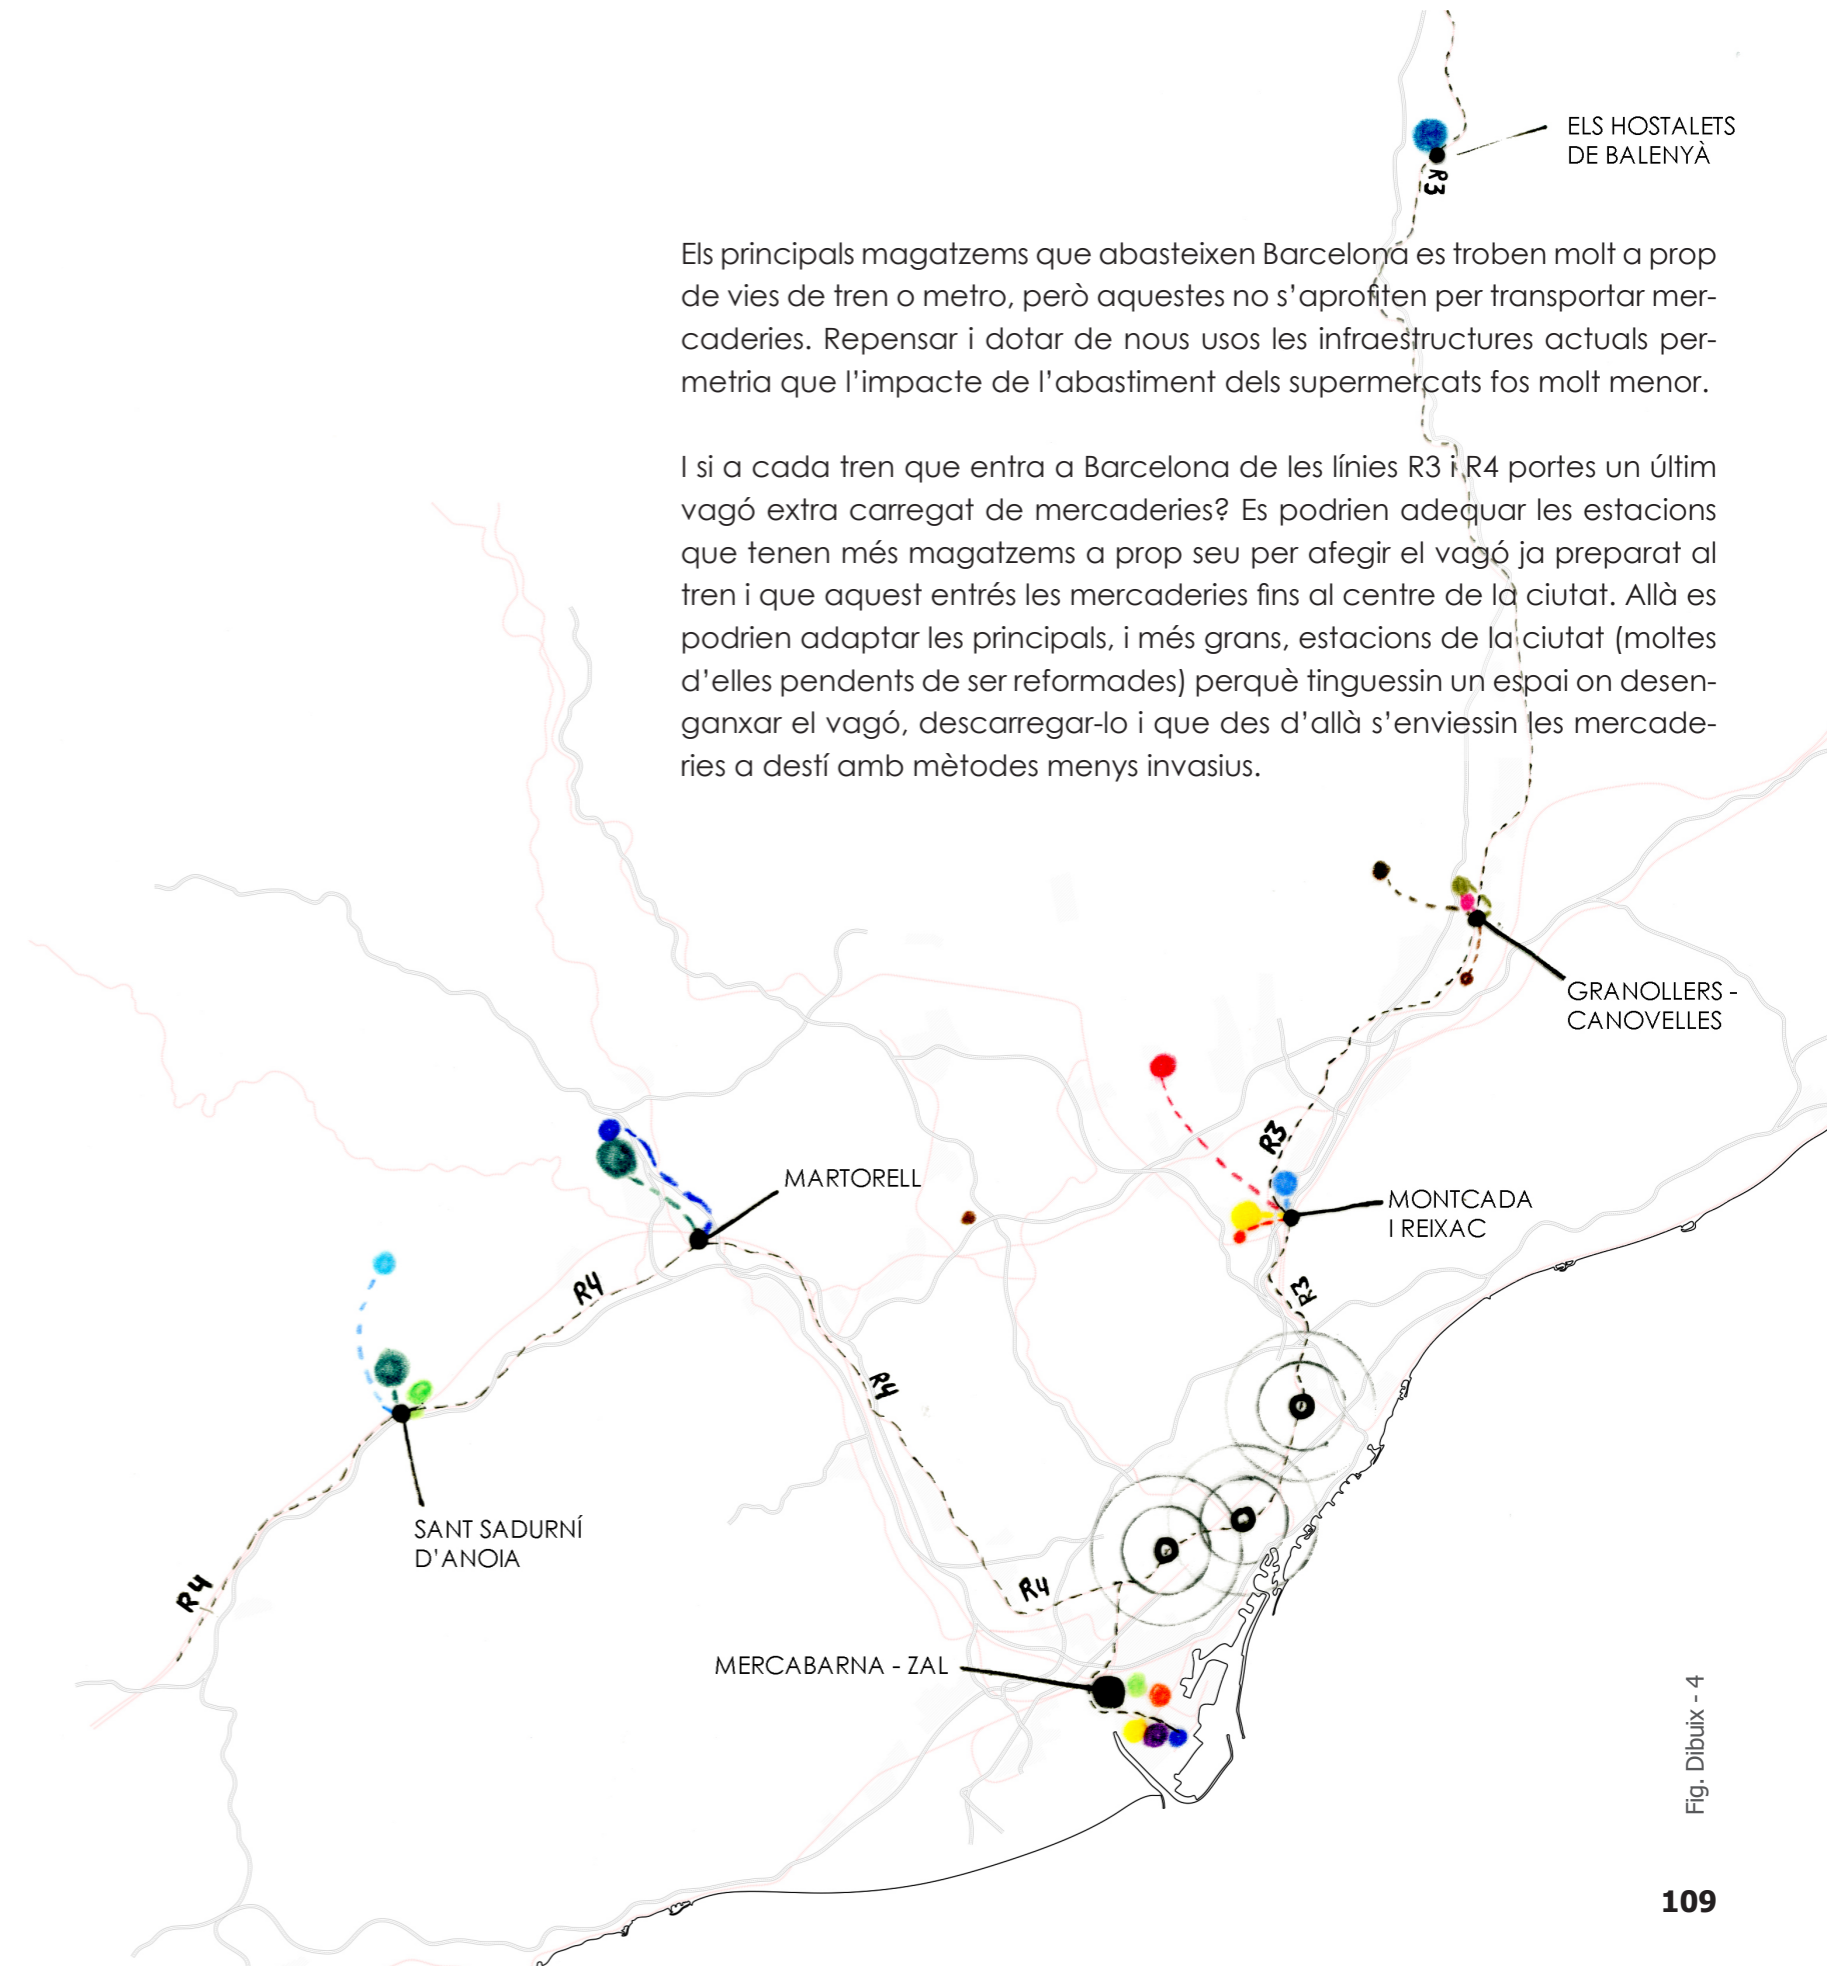 ELS HOSTALETS
DE BALENYÀ
R3
Els principals magatzems que abasteixen Barcelona es troben molt a prop
de vies de tren o metro, però aquestes no s'aprofiten per transportar mer-
caderies. Repensar i dotar de nous usos les infraestructures actuals per-
metria que l'impacte de l'abastiment dels supermercats fos molt menor.
I si a cada tren que entra a Barcelona de les línies R3 i R4 portes un últim
vagó extra carregat de mercaderies? Es podrien adequar les estacions
que tenen més magatzems a prop seu per afegir el vagó ja preparat al
tren i que aquest entrés les mercaderies fins al centre de la ciutat. Allà es
podrien adaptar les principals, i més grans, estacions de la ciutat (moltes
d'elles pendents de ser reformades) perquè tinguessin un espai on desen-
ganxar el vagó, descarregar-lo i que des d'allà s'enviessin les mercade-
ries a destí amb mètodes menys invasius.
GRANOLLERS -
CANOVELLES
R3
MARTORELL
MONTCADA
I REIXAC
R4
R3
R4
SANT SADURNÍ
D'ANOIA
R4
R4
MERCABARNA - ZAL
Fig. Dibuix - 4
109